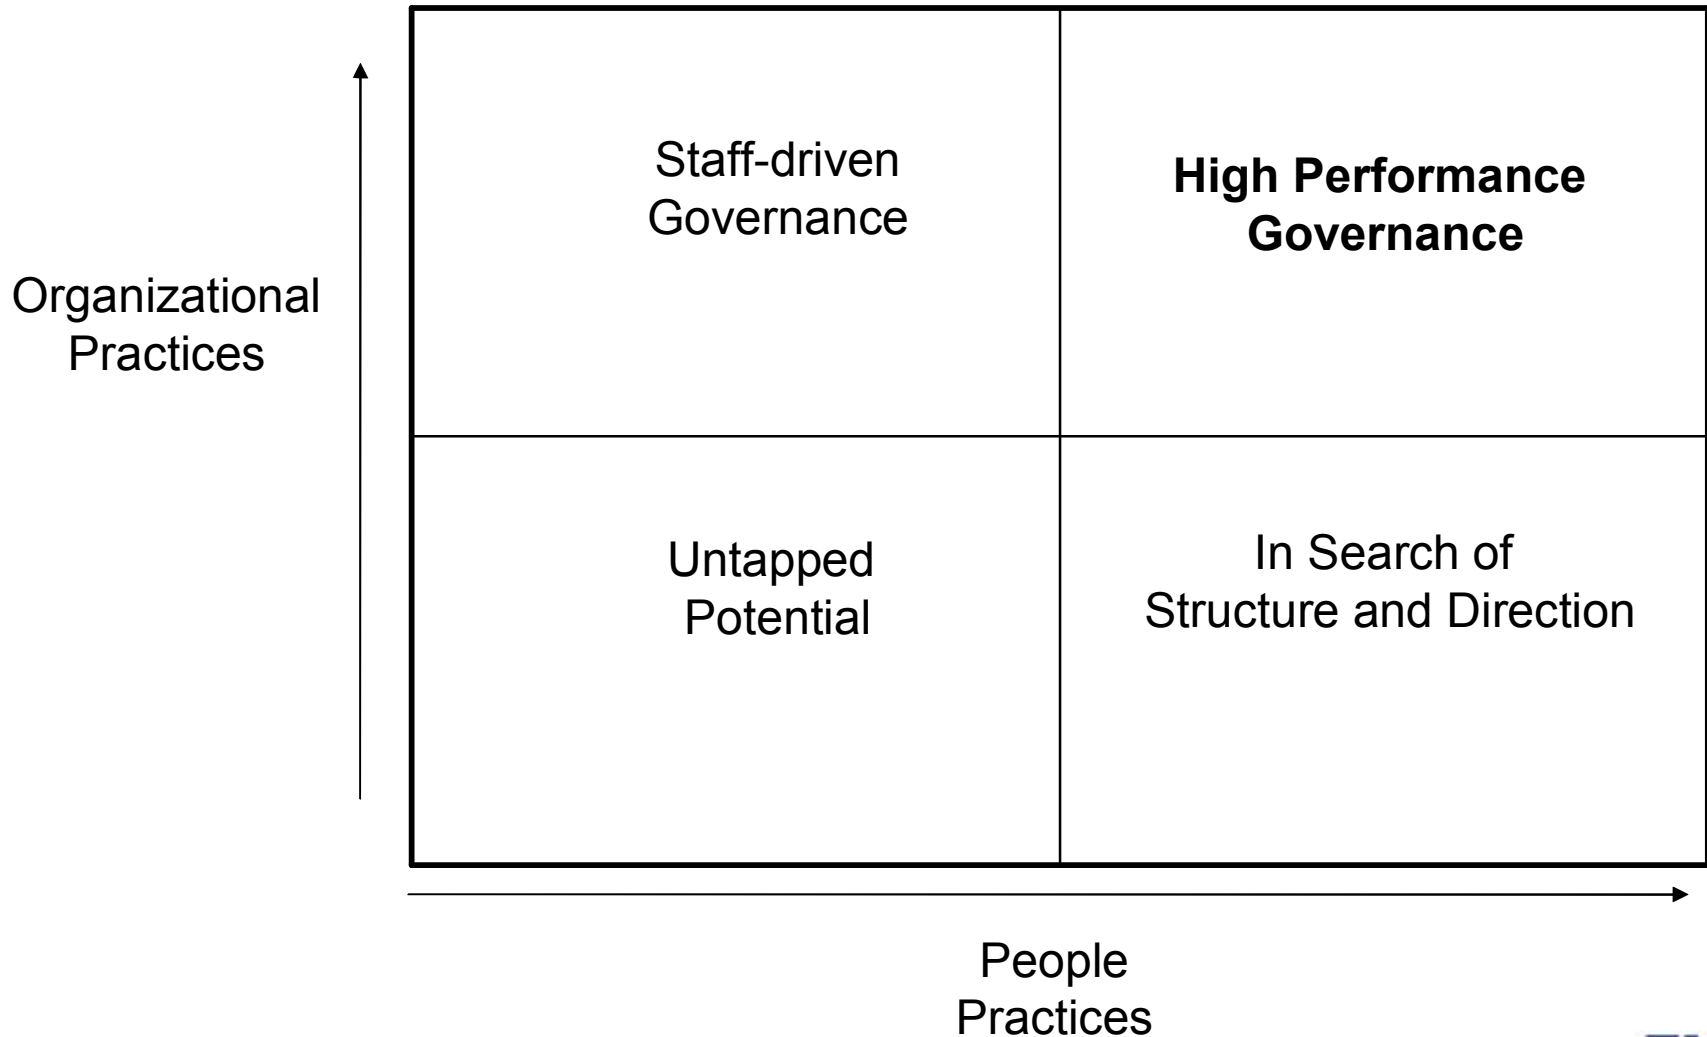 Staff-driven
Governance
High Performance
Governance
Organizational
Practices
Untapped
Potential
In Search of
Structure and Direction
People
Practices